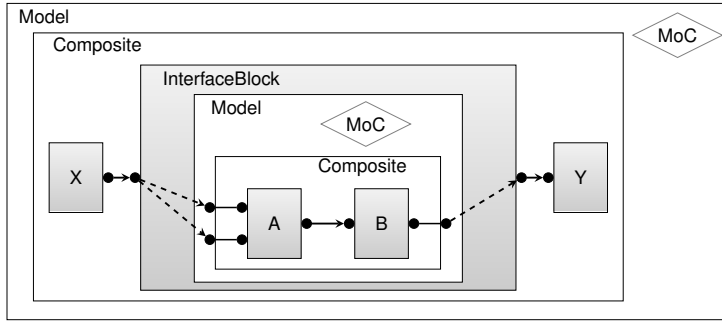 Model
MoC
Composite
InterfaceBlock
Model
MoC
Composite
X
A
B
Y